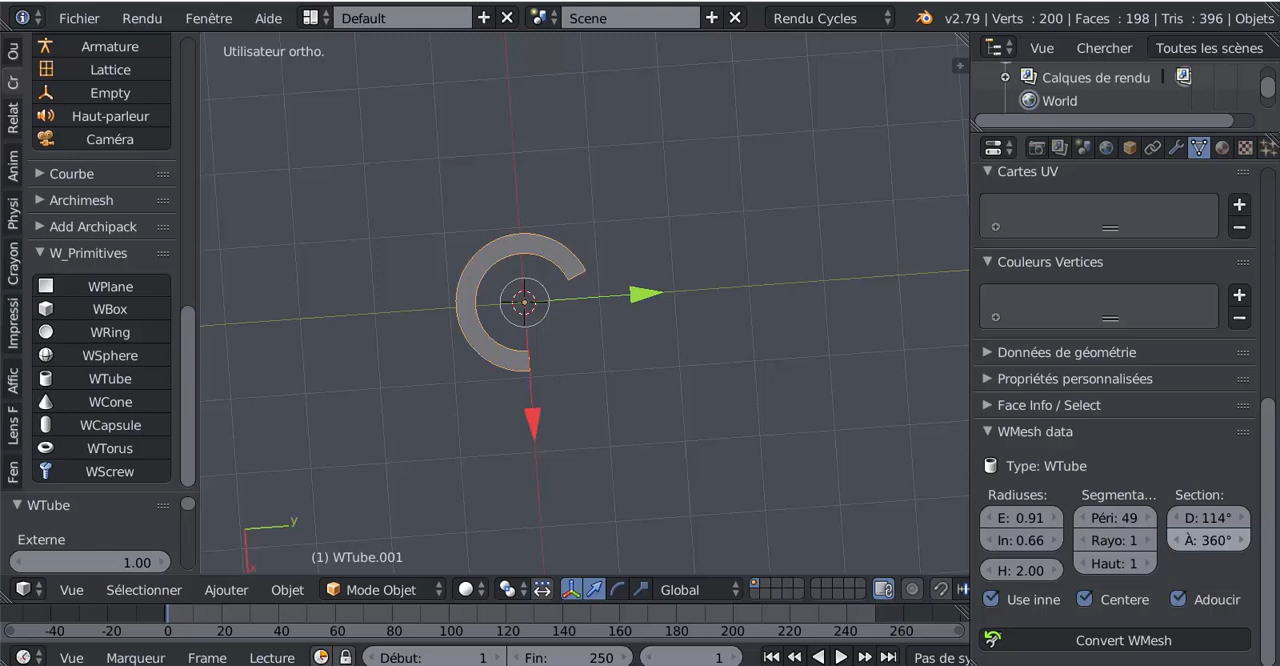 Fichier Rendu Fenêtre Aide Default Scene Rendu Cycles v2.79 | Verts : 200 | Faces : 198 | Tris : 396 | Objets
Utilisateur ortho.
Ou
Cr
Relat
Anim
Physi
Crayon
Impressi
Affic
Lens F
Fen
Armature
Lattice
Empty
Haut-parleur
Caméra
Courbe
Archimesh
Add Archipack
W_Primitives
WPlane
WBox
WRing
WSphere
WTube
WCone
WCapsule
WTorus
WScrew
WTube
Externe
1.00
y
x
(1) WTube.001
Vue Chercher Toutes les scènes
Calques de rendu |
World
Cartes UV
Couleurs Vertices
Données de géométrie
Propriétés personnalisées
Face Info / Select
WMesh data
Type: WTube
Radiuses: Segmenta... Section:
E: 0.91 Péri: 49 D: 114°
In: 0.66 Rayo: 1 À: 360°
H: 2.00 Haut: 1
Use inne Centere Adoucir
Convert WMesh
Vue Sélectionner Ajouter Objet Mode Objet Global
-40 -20 0 20 40 60 80 100 120 140 160 180 200 220 240 260
Vue Marqueur Frame Lecture Début: 1 Fin: 250 1 Pas de sy